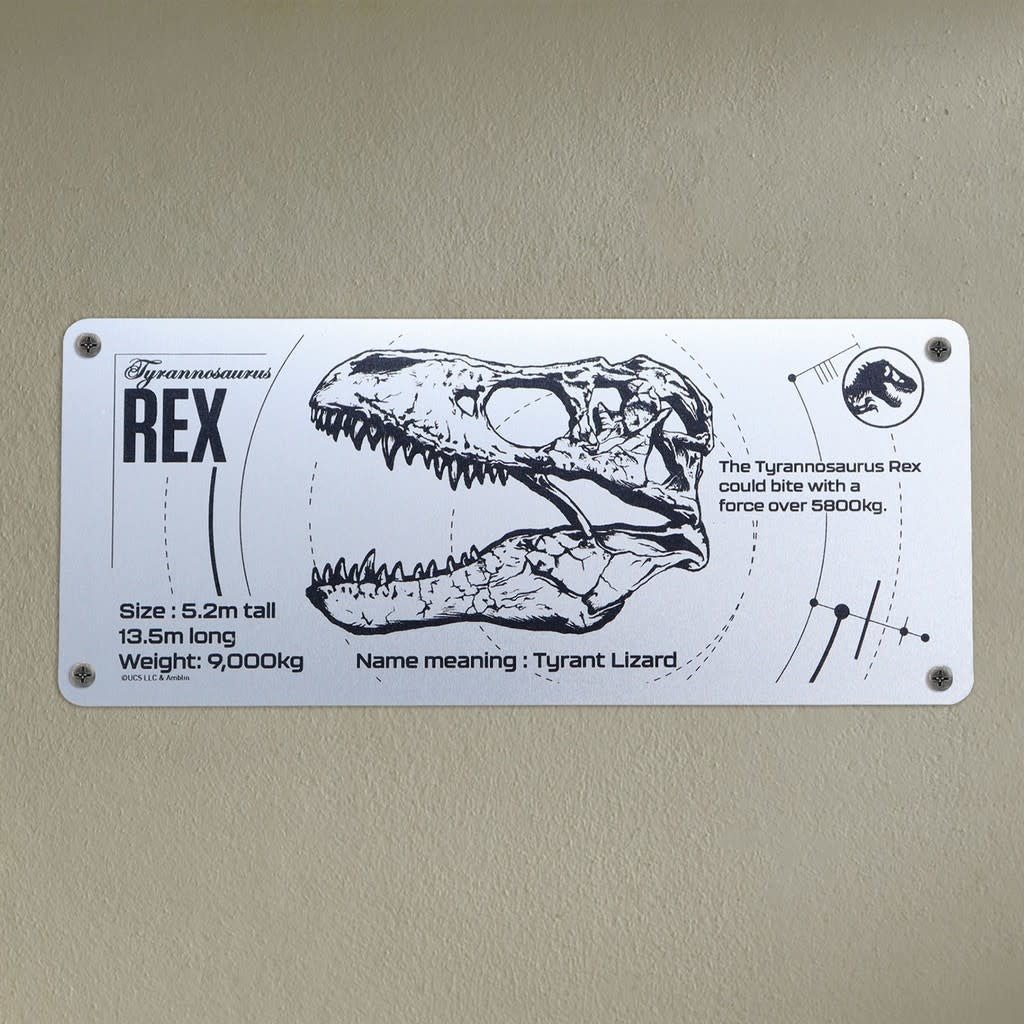 Tyrannosaurus
REX
The Tyrannosaurus Rex
could bite with a
force over 5800kg.
Size : 5.2m tall
13.5m long
Weight: 9,000kg
©UCS LLC & Amblin
Name meaning : Tyrant Lizard